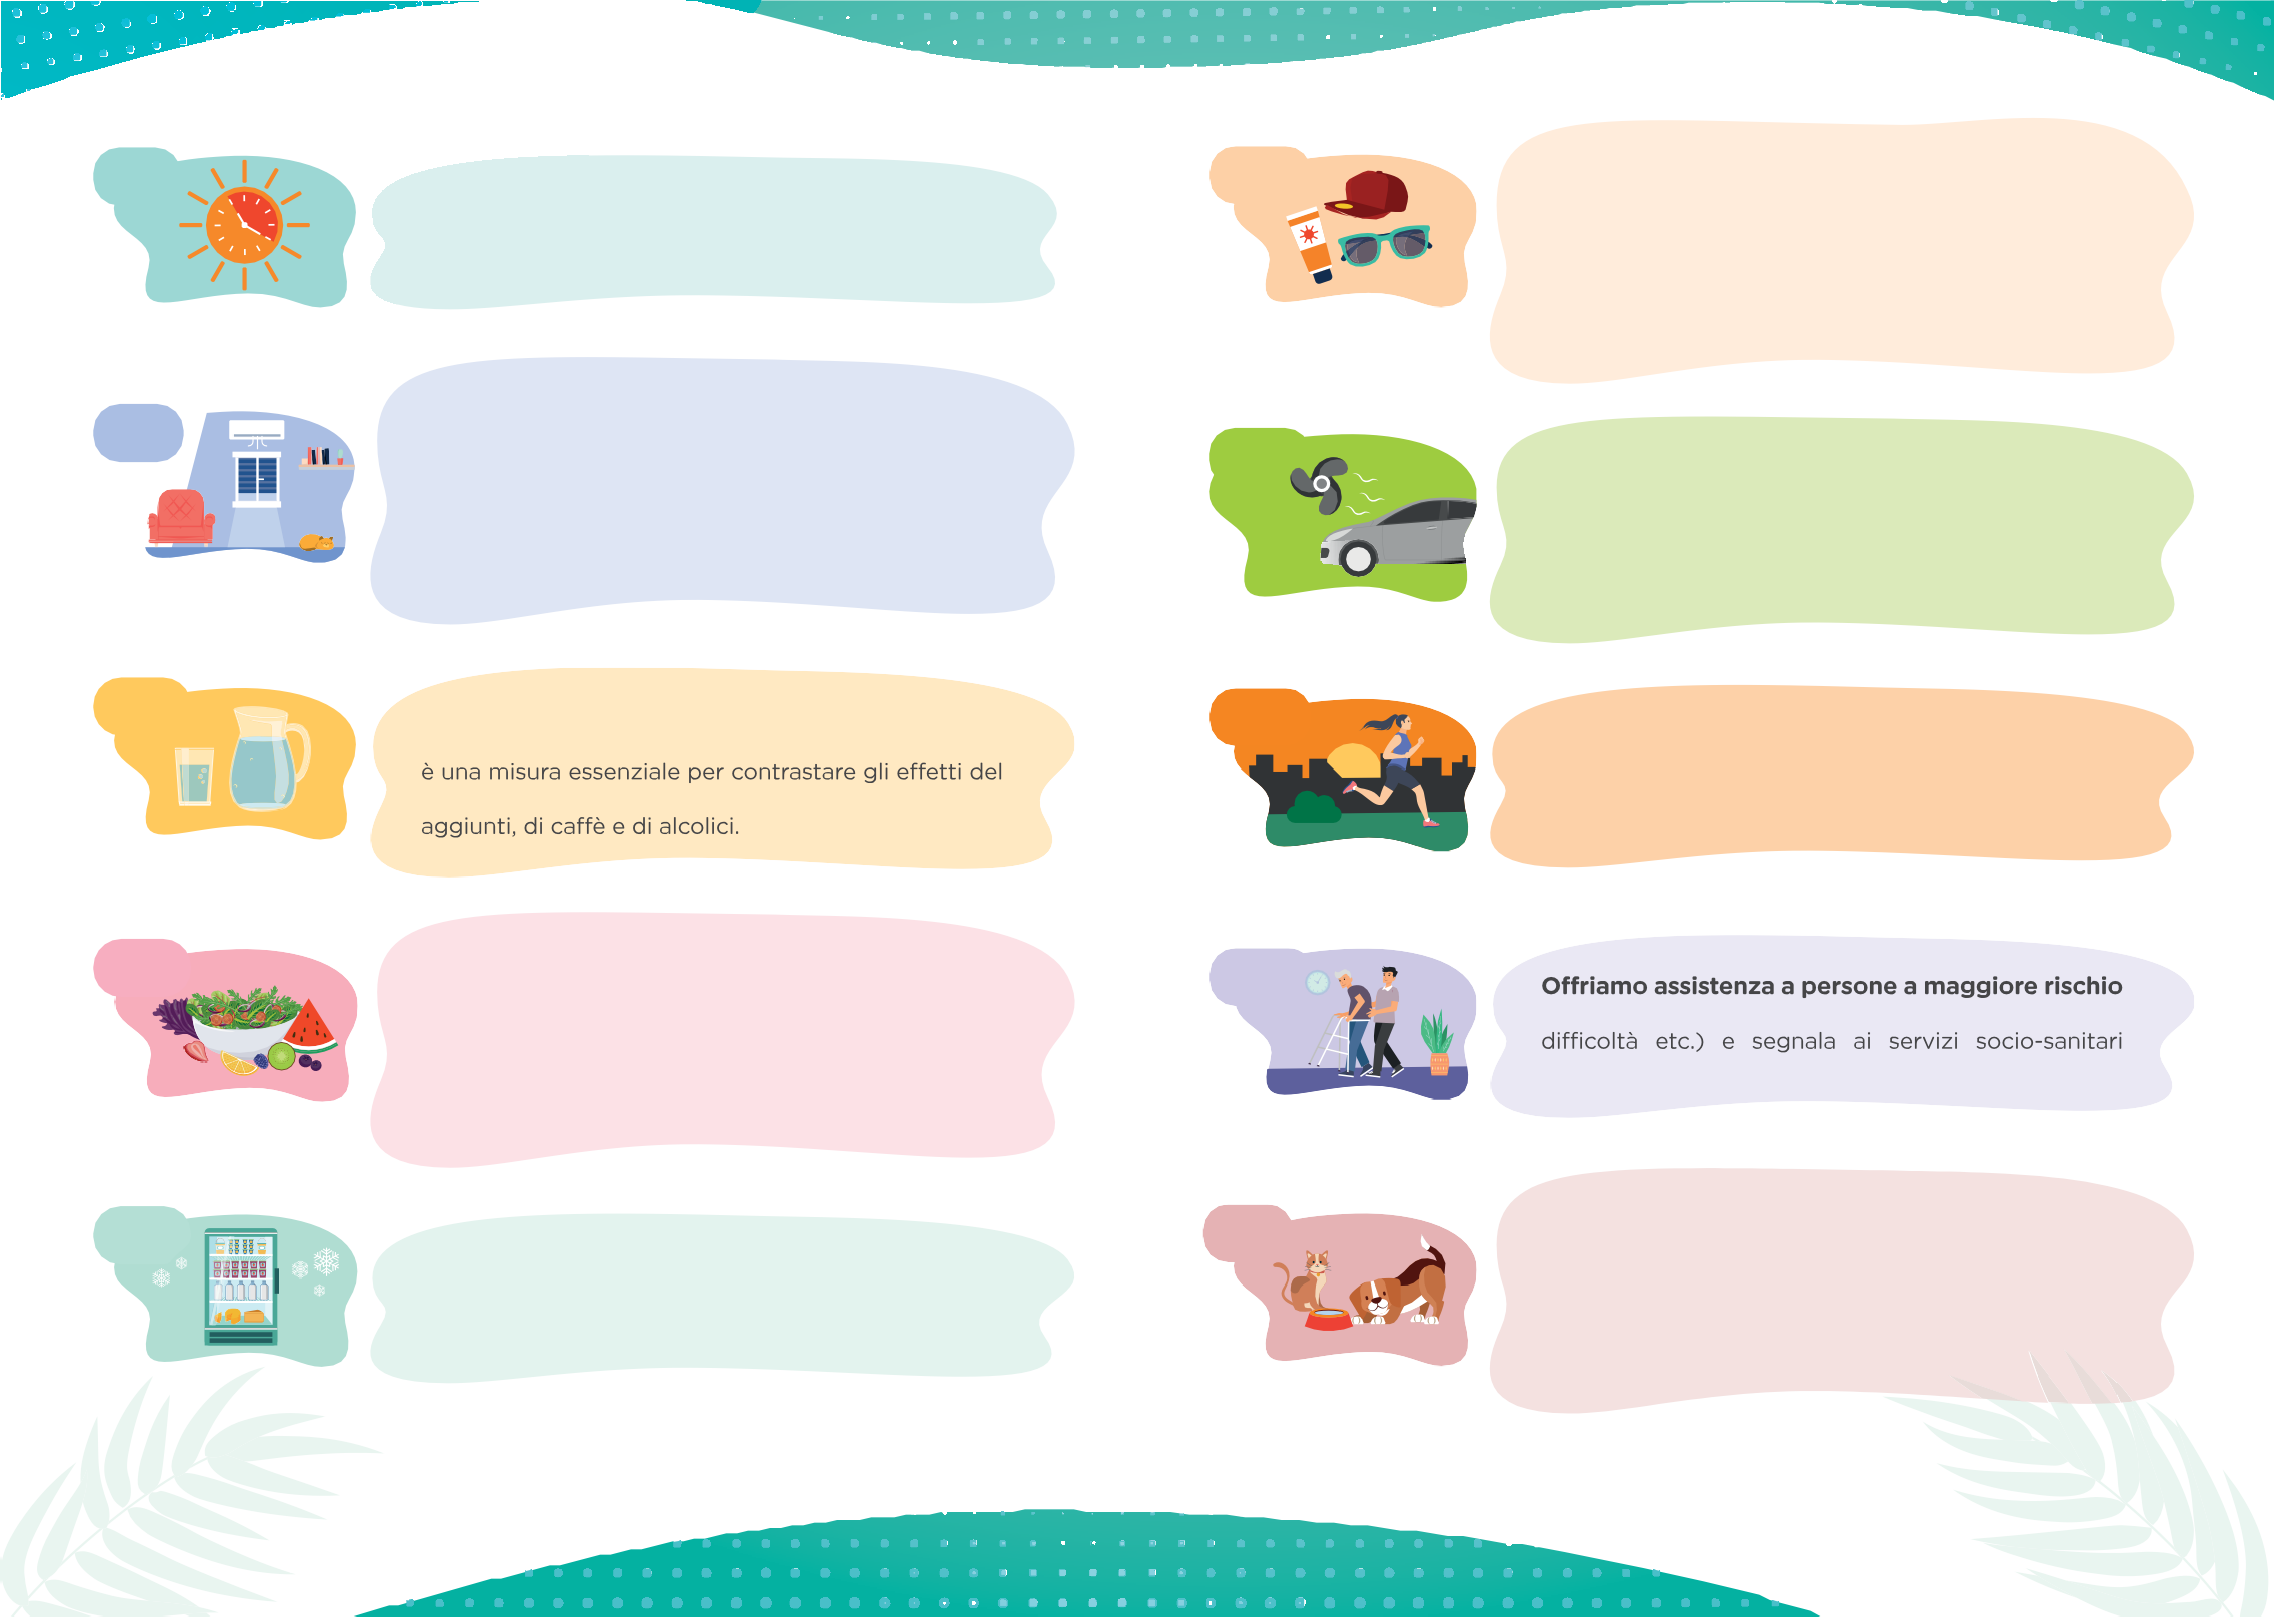 è una misura essenziale per contrastare gli effetti del
aggiunti, di caffè e di alcolici.
Offriamo assistenza a persone a maggiore rischio
difficoltà etc.) e segnala ai servizi socio-sanitari